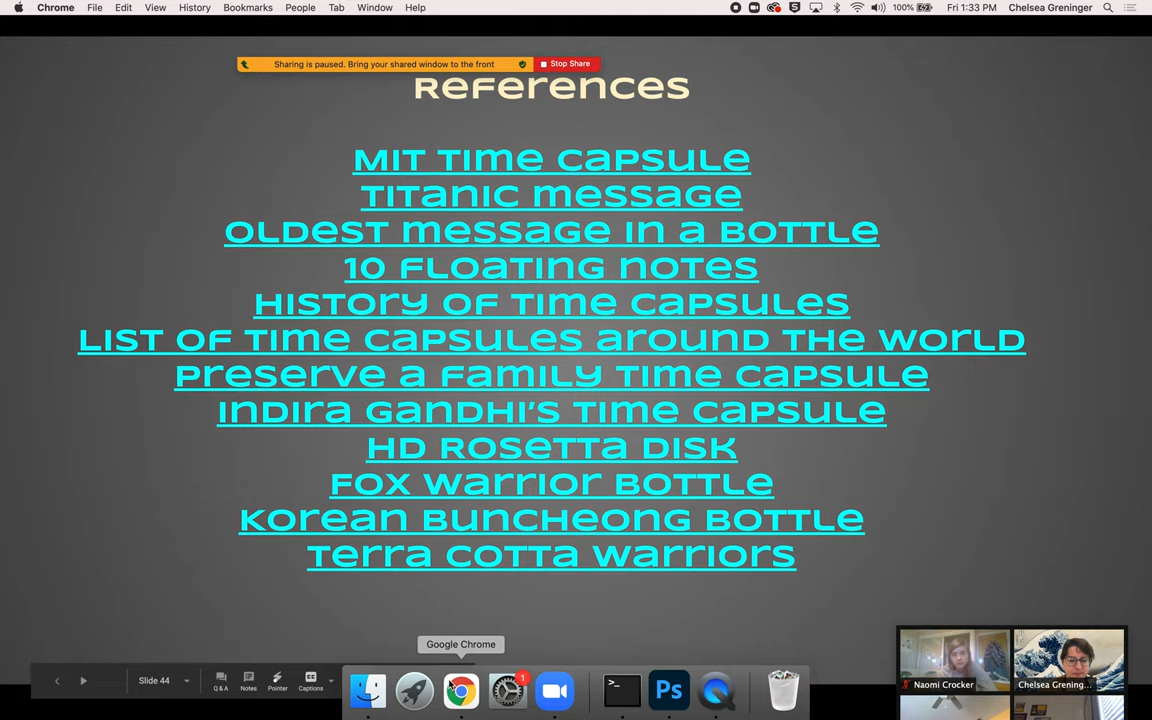 Chrome File Edit View History Bookmarks People Tab Window Help 100% Fri 1:33 PM Chelsea Greninger
Sharing is paused. Bring your shared window to the front Stop Share
References
MIT Time Capsule
Titanic message
Oldest message in a bottle
10 floating notes
History of Time Capsules
List of Time Capsules around the world
Preserve a family time capsule
Indira Gandhi's Time Capsule
HD Rosetta Disk
Fox Warrior Bottle
Korean Buncheong Bottle
Terra Cotta Warriors
Google Chrome
Slide 44
Q & A Notes Pointer Captions
1
>_
Ps
Naomi Crocker
Chelsea Grening...